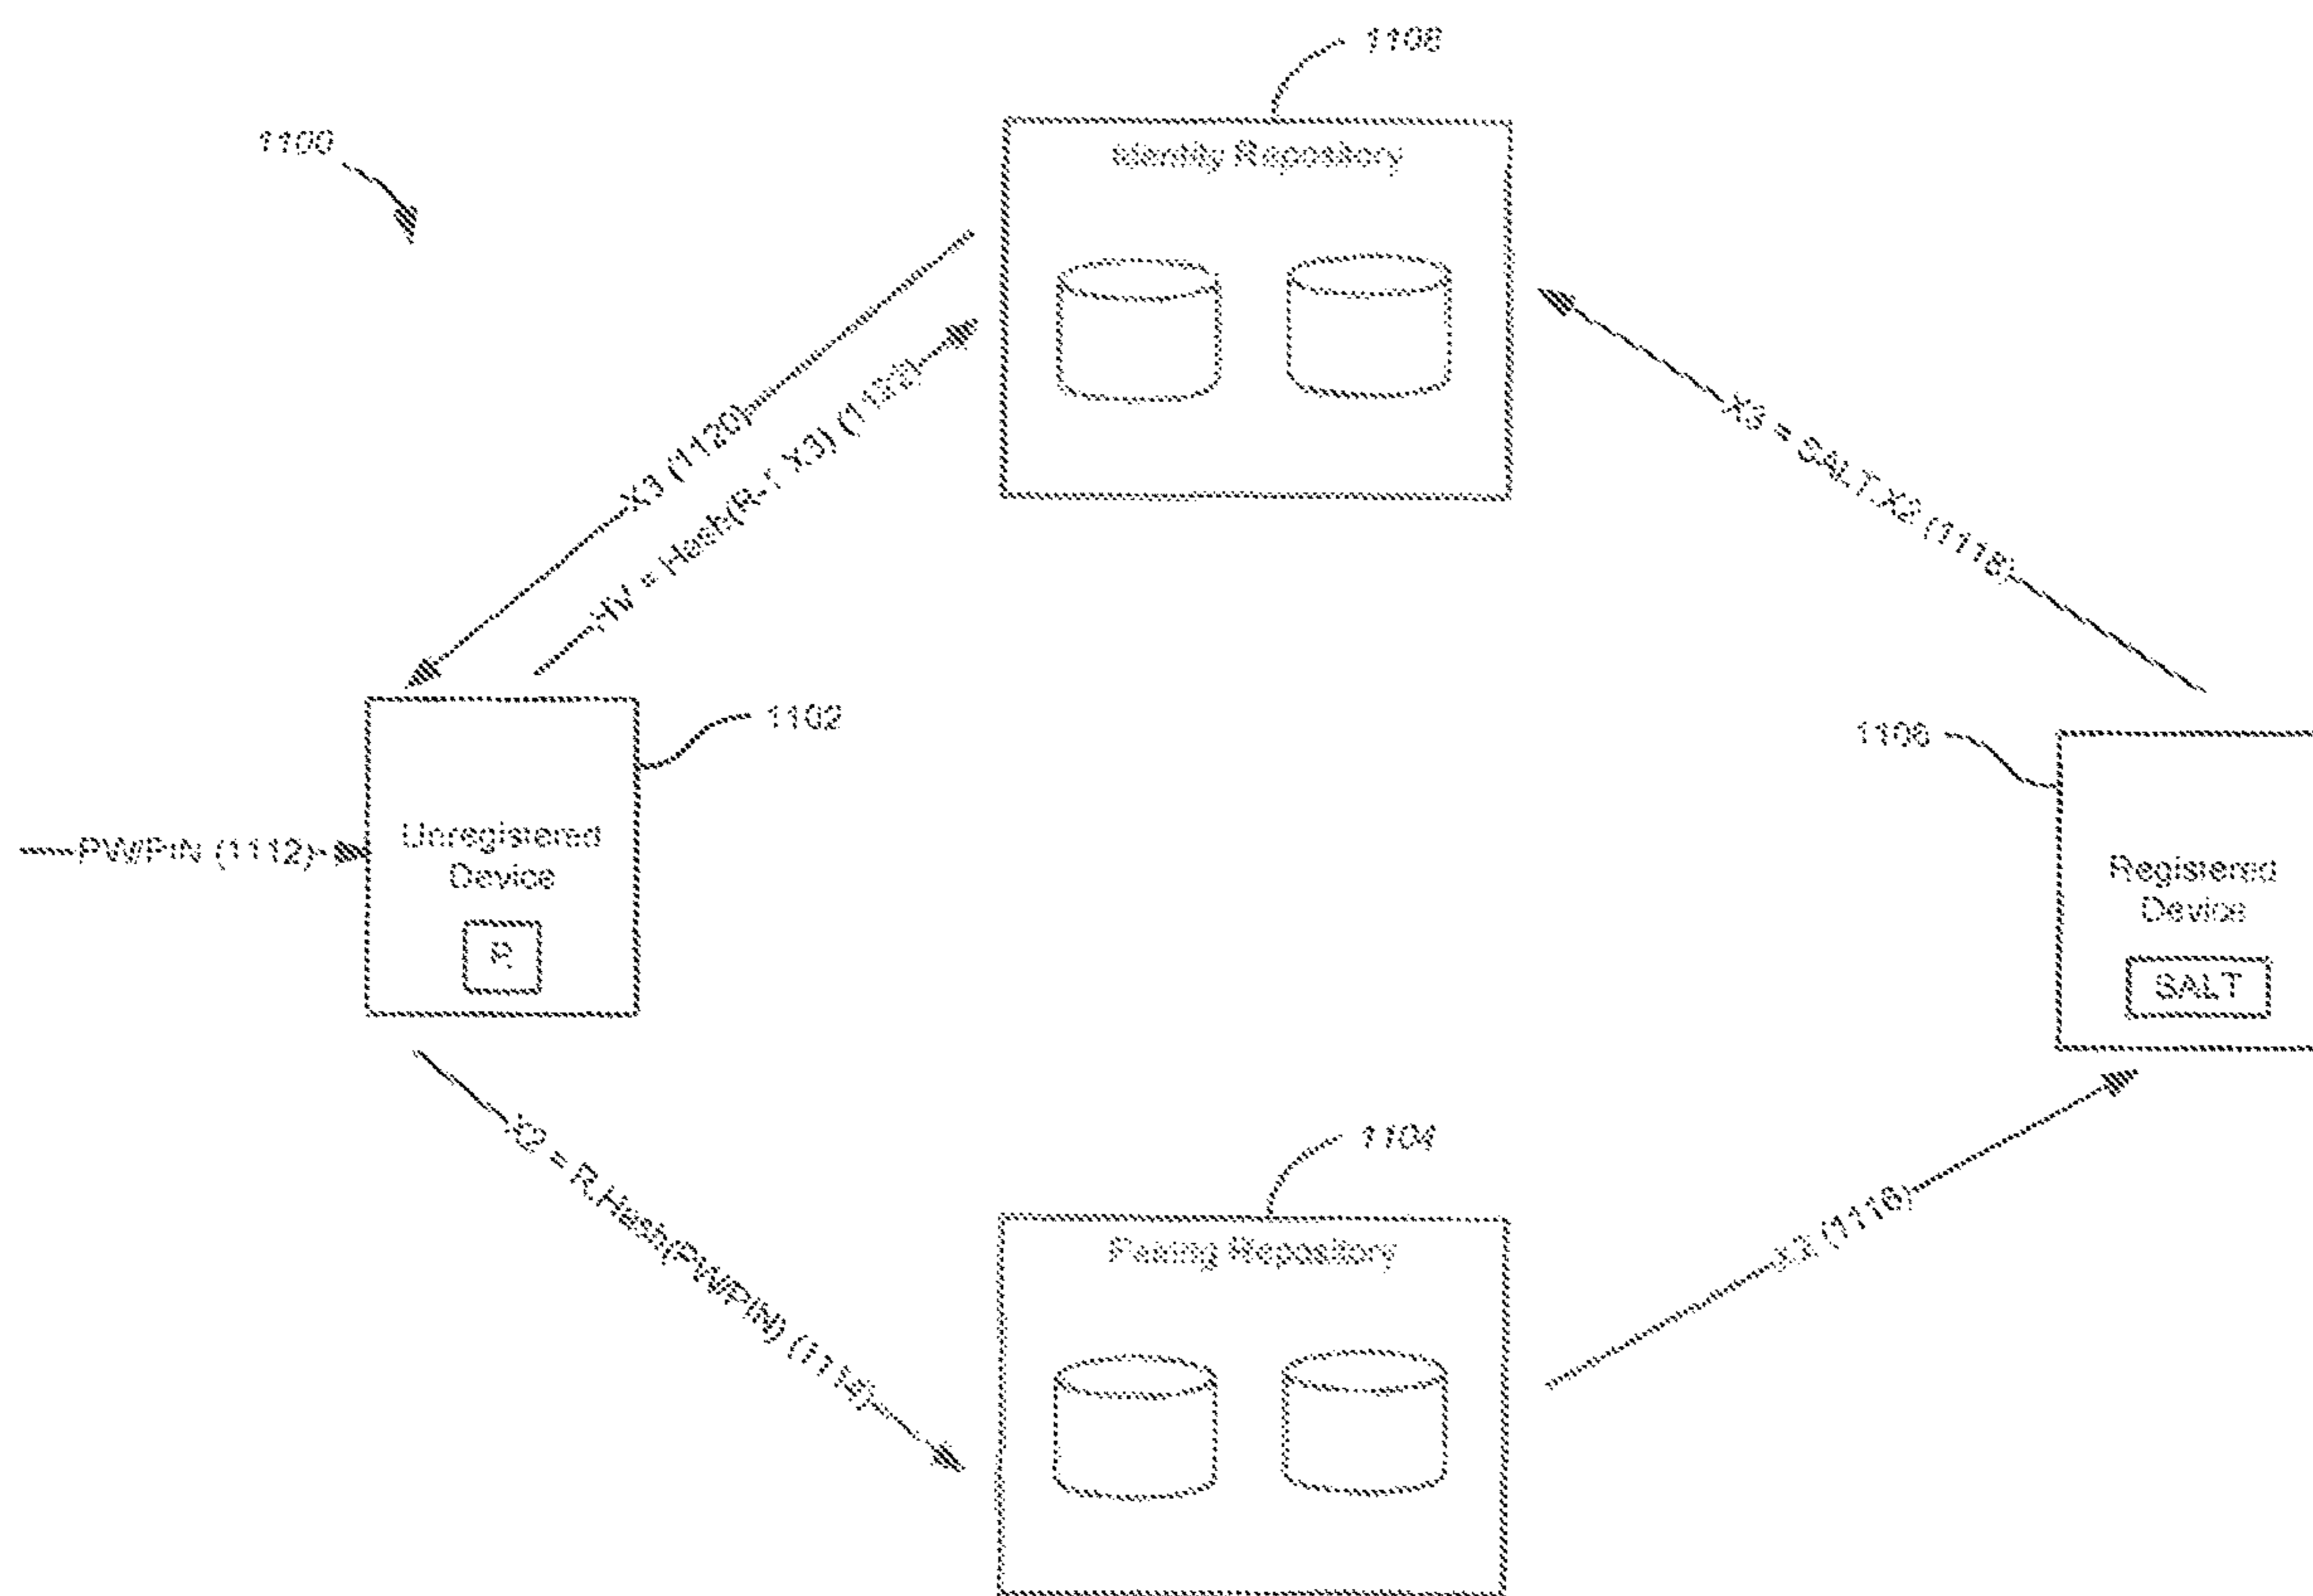 1108
1100
Identity Repository
X3 (1120)
HV = Hash(R-1 X3) (1122)
X3 = SALT.X2 (1118)
1102
1106
PW/PIN (1112)
Unregistered
Device
R
Registered
Device
SALT
X2 = R.Hash(PW/PIN) (1114)
1104
Pairing Repository
X2 (1116)